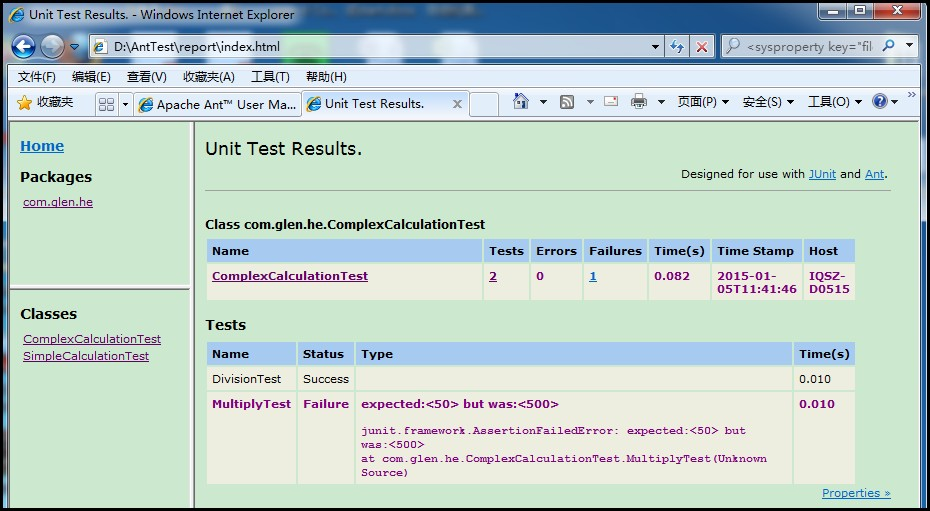 Unit Test Results. - Windows Internet Explorer
D:\AntTest\report\index.html
<sysproperty key="fil
文件(F) 编辑(E) 查看(V) 收藏夹(A) 工具(T) 帮助(H)
收藏夹 Apache Ant™ User Ma... Unit Test Results. 页面(P) 安全(S) 工具(O)
Home
Packages
com.glen.he
Classes
ComplexCalculationTest
SimpleCalculationTest
Unit Test Results.
Designed for use with JUnit and Ant.
Class com.glen.he.ComplexCalculationTest
Name Tests Errors Failures Time(s) Time Stamp Host
ComplexCalculationTest 2 0 1 0.082 2015-01-05T11:41:46 IQSZ-D0515
Tests
Name Status Type Time(s)
DivisionTest Success 0.010
MultiplyTest Failure expected:<50> but was:<500> 0.010
junit.framework.AssertionFailedError: expected:<50> but
was:<500>
at com.glen.he.ComplexCalculationTest.MultiplyTest(Unknown
Source)
Properties »